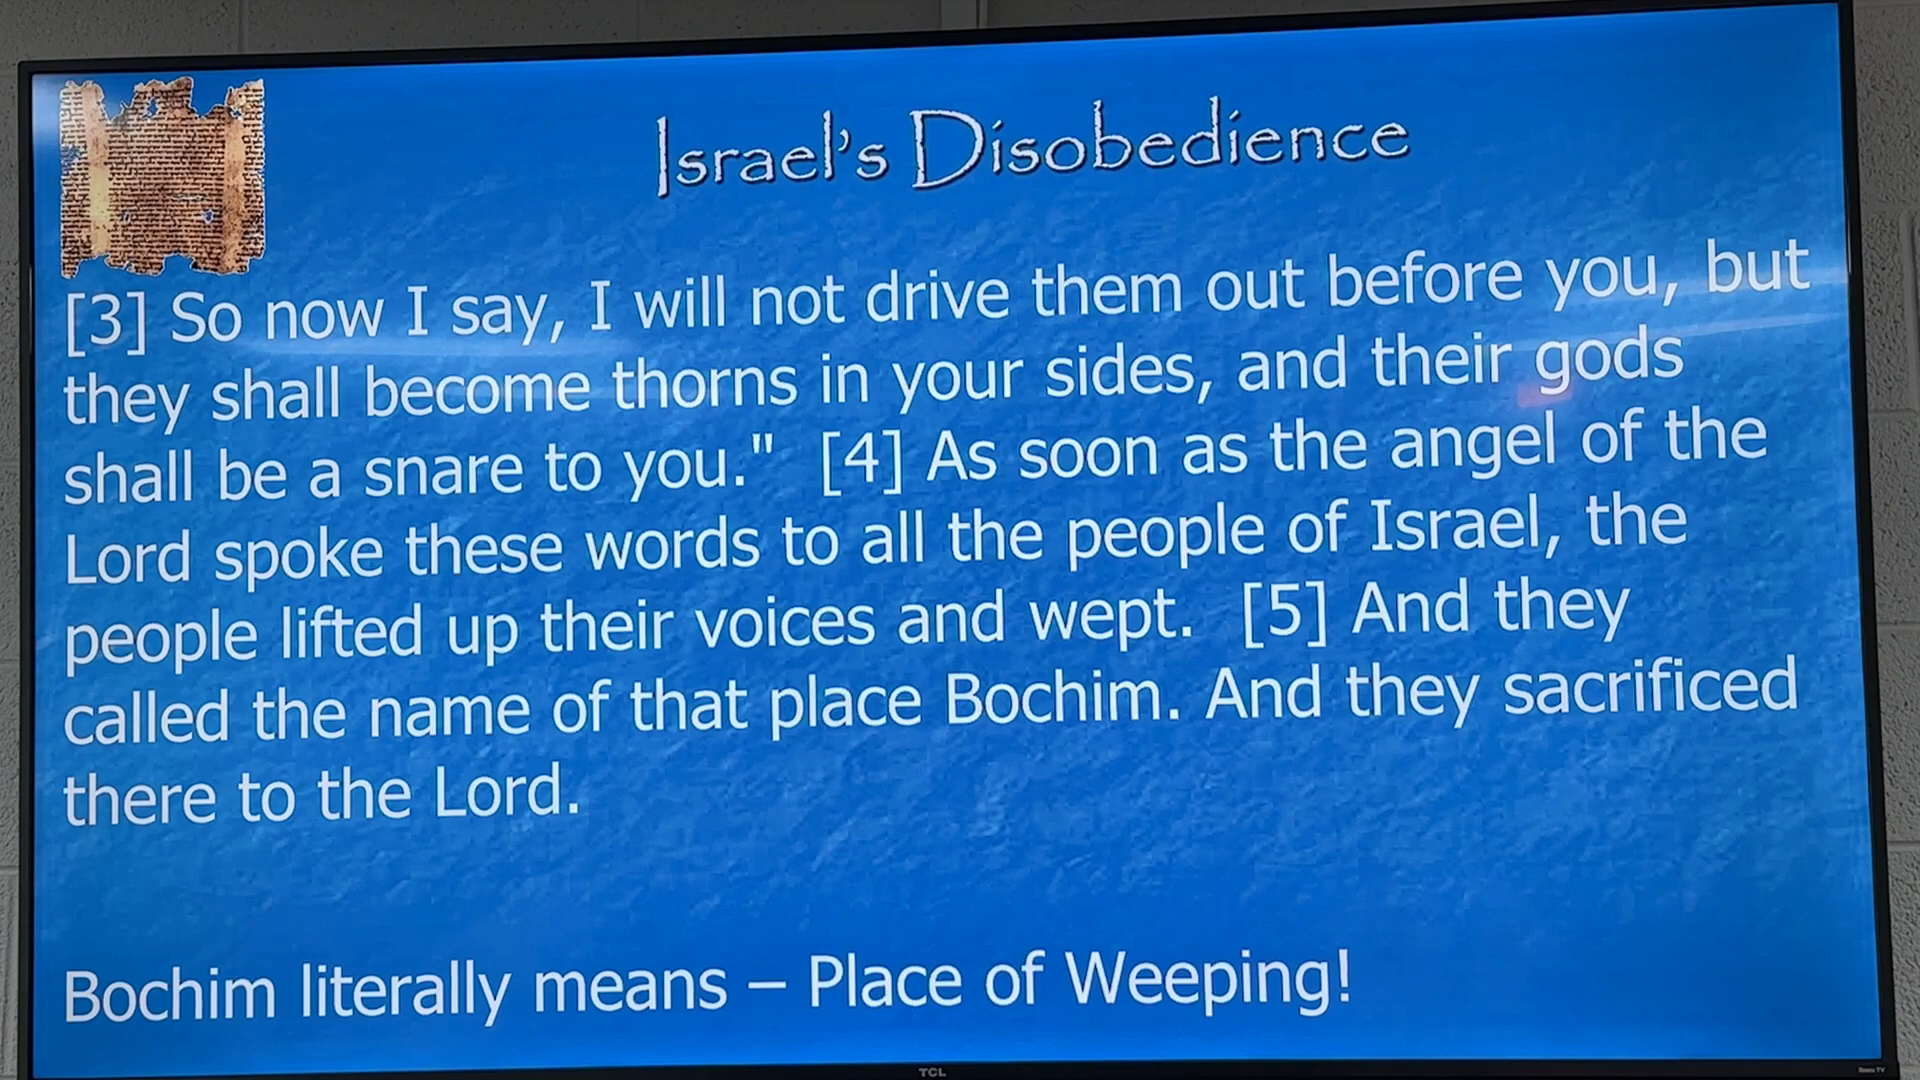 Israel's Disobedience
[3] So now I say, I will not drive them out before you, but
they shall become thorns in your sides, and their gods
shall be a snare to you."  [4] As soon as the angel of the
Lord spoke these words to all the people of Israel, the
people lifted up their voices and wept.  [5] And they
called the name of that place Bochim. And they sacrificed
there to the Lord.
Bochim literally means – Place of Weeping!
TCL
Roku TV